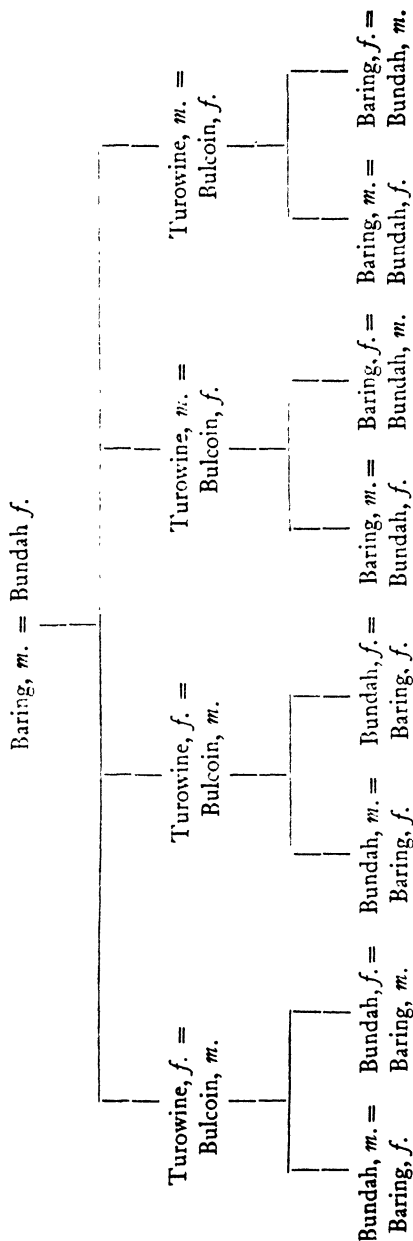 Baring, m. = Bundah f.
Turowine, f. =
Bulcoin, m.
Turowine, f. =
Bulcoin, m.
Turowine, m. =
Bulcoin, f.
Turowine, m. =
Bulcoin, f.
Bundah, m. =
Baring, f.
Bundah, f. =
Baring, m.
Bundah, m. =
Baring, f.
Bundah, f. =
Baring, f.
Baring, m. =
Bundah, f.
Baring, f. =
Bundah, m.
Baring, m. =
Bundah, f.
Baring, f. =
Bundah, m.